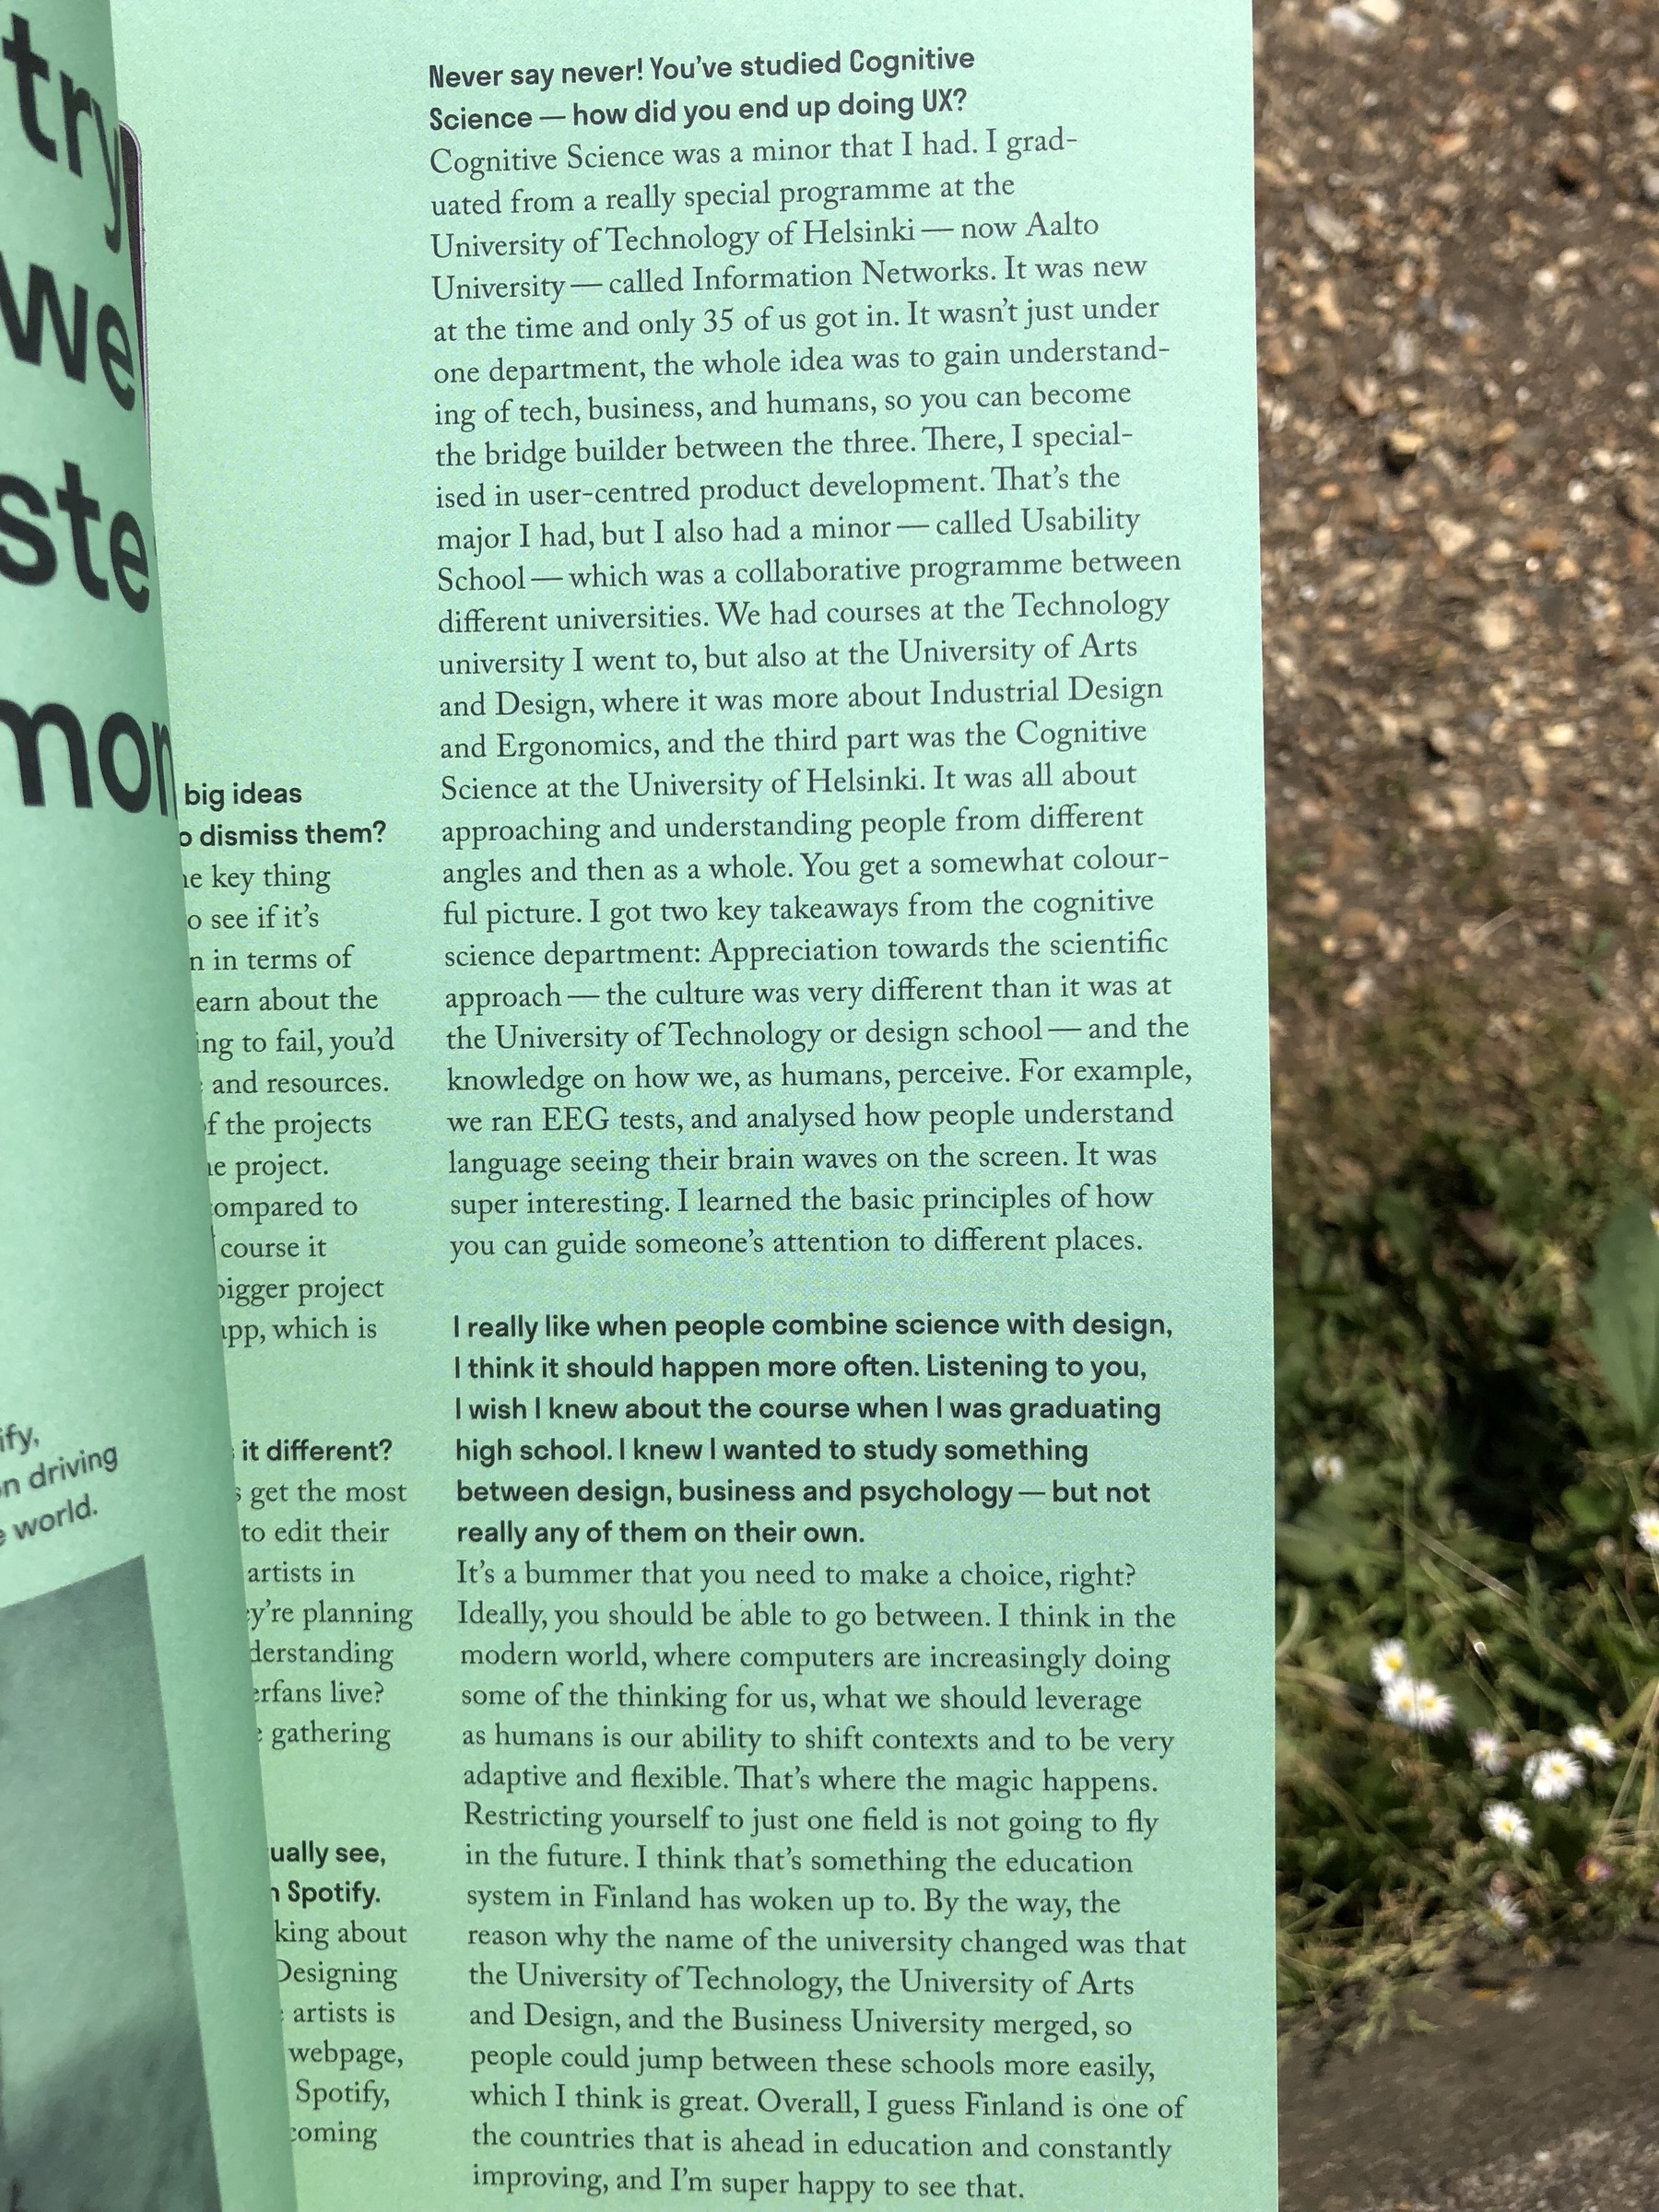 try
we
big ideas
dismiss them?
key thing
see if it's
in terms of
about the
to fail, you'd
and resources.
the projects
project.
to
course it
project
which is
it different?
get the most
to edit their
artists in
planning
live?
gathering
see,
Spotify.
about
Designing
artists is
webpage,
Spotify,
driving
world.
Never say never! You've studied Cognitive
Science — how did you end up doing UX?
Cognitive Science was a minor that I had. I grad-
uated from a really special programme at the
University of Technology of Helsinki — now Aalto
University — called Information Networks. It was new
at the time and only 35 of us got in. It wasn't just under
one department, the whole idea was to gain understand-
ing of tech, business, and humans, so you can become
the bridge builder between the three. There, I special-
ised in user-centred product development. That's the
major I had, but I also had a minor — called Usability
School — which was a collaborative programme between
different universities. We had courses at the Technology
university I went to, but also at the University of Arts
and Design, where it was more about Industrial Design
and Ergonomics, and the third part was the Cognitive
Science at the University of Helsinki. It was all about
approaching and understanding people from different
angles and then as a whole. You get a somewhat colour-
ful picture. I got two key takeaways from the cognitive
science department: Appreciation towards the scientific
approach — the culture was very different than it was at
the University of Technology or design school — and the
knowledge on how we, as humans, perceive. For example,
we ran EEG tests, and analysed how people understand
language seeing their brain waves on the screen. It was
super interesting. I learned the basic principles of how
you can guide someone's attention to different places.
I really like when people combine science with design,
I think it should happen more often. Listening to you,
I wish I knew about the course when I was graduating
high school. I knew I wanted to study something
between design, business and psychology — but not
really any of them on their own.
It's a bummer that you need to make a choice, right?
Ideally, you should be able to go between. I think in the
modern world, where computers are increasingly doing
some of the thinking for us, what we should leverage
as humans is our ability to shift contexts and to be very
adaptive and flexible. That's where the magic happens.
Restricting yourself to just one field is not going to fly
in the future. I think that's something the education
system in Finland has woken up to. By the way, the
reason why the name of the university changed was that
the University of Technology, the University of Arts
and Design, and the Business University merged, so
people could jump between these schools more easily,
which I think is great. Overall, I guess Finland is one of
the countries that is ahead in education and constantly
improving, and I'm super happy to see that.